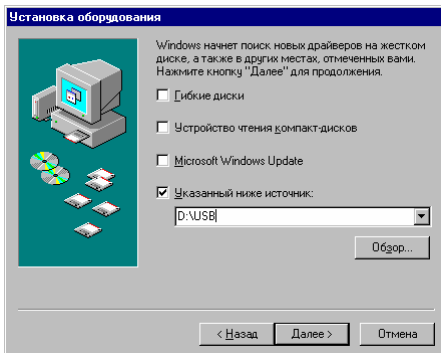 Установка оборудования
Windows начнет поиск новых драйверов на жестком
диске, а также в других местах, отмеченных вами.
Нажмите кнопку "Далее" для продолжения.
Гибкие диски
Устройство чтения компакт-дисков
Microsoft Windows Update
Указанный ниже источник:
D:\USB
Обзор...
< Назад Далее > Отмена